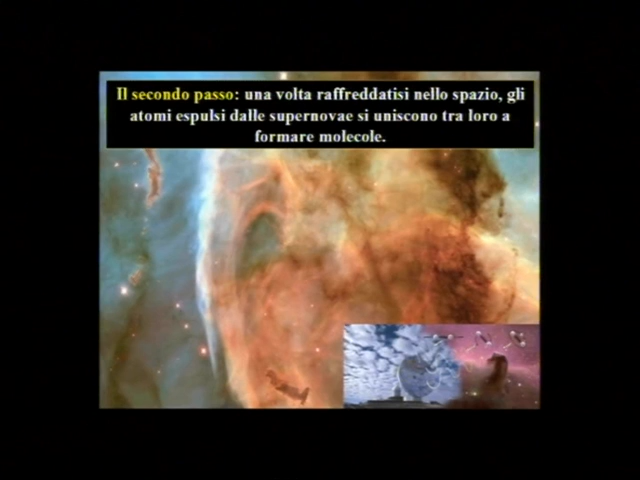 Il secondo passo: una volta raffreddatisi nello spazio, gli
atomi espulsi dalle supernovae si uniscono tra loro a
formare molecole.